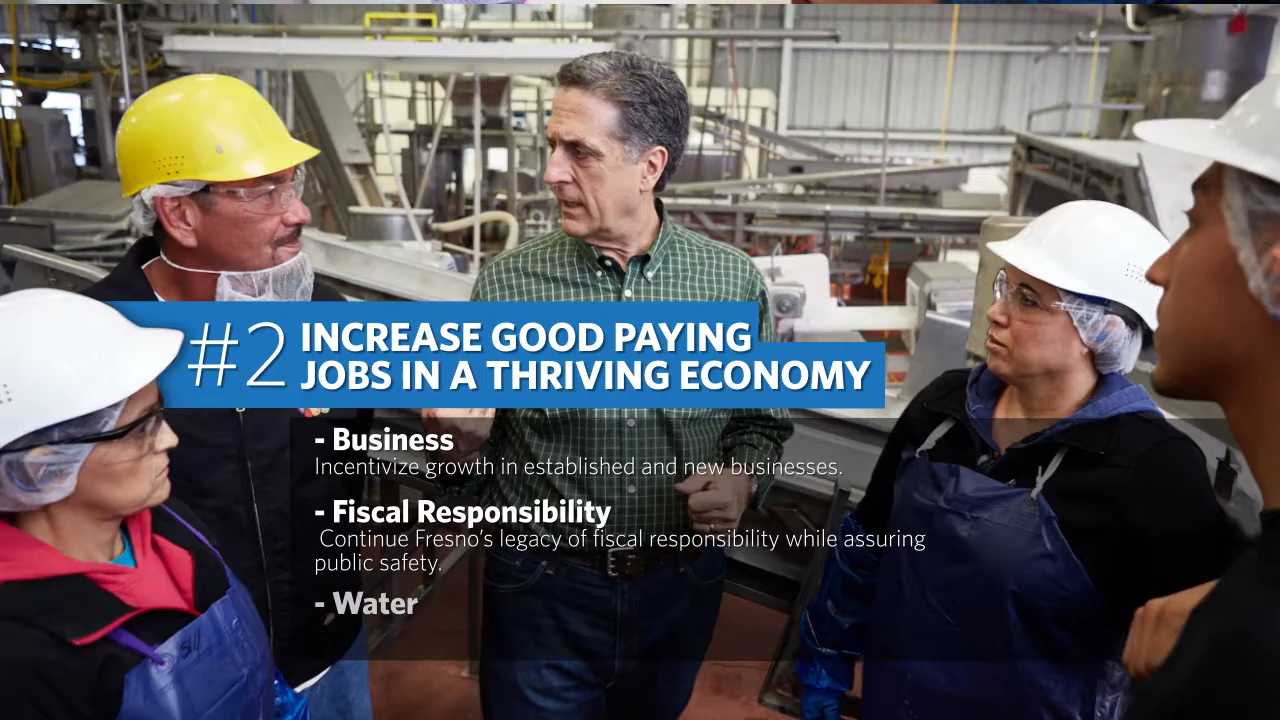 #2 INCREASE GOOD PAYING
JOBS IN A THRIVING ECONOMY
- Business
Incentivize growth in established and new businesses.
- Fiscal Responsibility
Continue Fresno's legacy of fiscal responsibility while assuring
public safety.
- Water